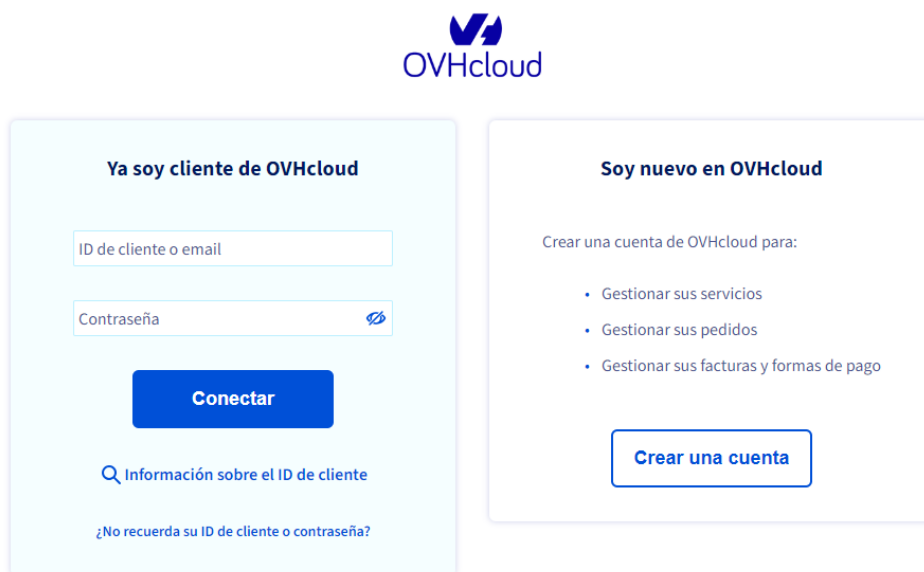 OVHcloud
Ya soy cliente de OVHcloud
ID de cliente o email
Contraseña
Conectar
Información sobre el ID de cliente
¿No recuerda su ID de cliente o contraseña?
Soy nuevo en OVHcloud
Crear una cuenta de OVHcloud para:
• Gestionar sus servicios
• Gestionar sus pedidos
• Gestionar sus facturas y formas de pago
Crear una cuenta